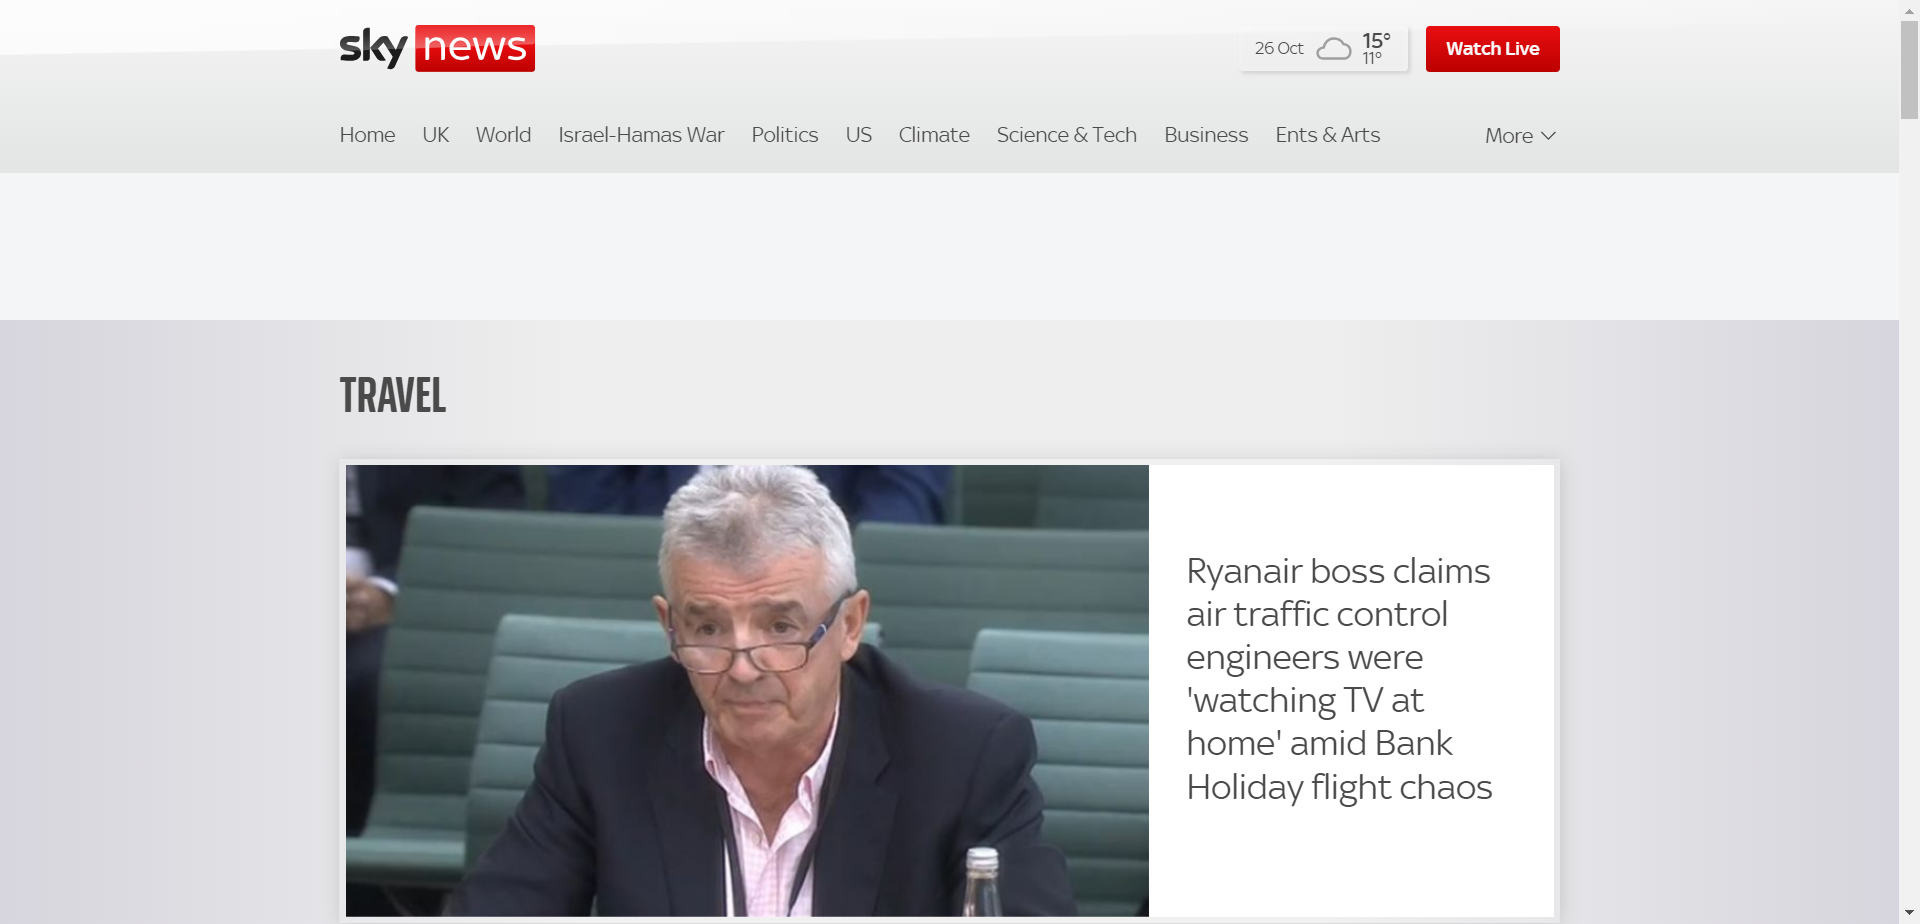 sky news
26 Oct 15° 11°
Watch Live
Home UK World Israel-Hamas War Politics US Climate Science & Tech Business Ents & Arts More
TRAVEL
Ryanair boss claims
air traffic control
engineers were
'watching TV at
home' amid Bank
Holiday flight chaos